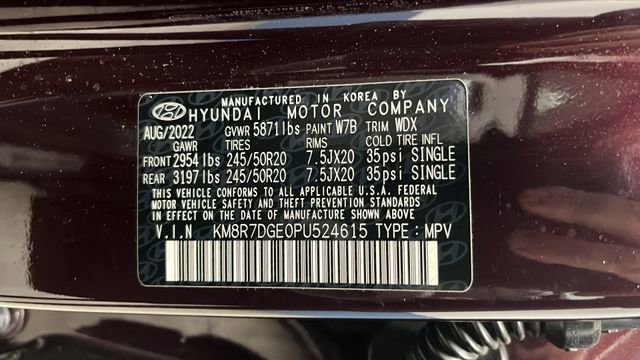 MANUFACTURED IN KOREA BY
HYUNDAI MOTOR COMPANY
AUG/2022 GVWR 5871lbs PAINT W7B TRIM WDX
GAWR TIRES RIMS COLD TIRE INFL
FRONT 2954lbs 245/50R20 7.5JX20 35psi SINGLE
REAR 3197lbs 245/50R20 7.5JX20 35psi SINGLE
THIS VEHICLE CONFORMS TO ALL APPLICABLE U.S.A. FEDERAL
MOTOR VEHICLE SAFETY AND THEFT PREVENTION STANDARDS
IN EFFECT ON THE DATE OF MANUFACTURE SHOWN ABOVE
V.I.N KM8R7DGE0PU524615 TYPE : MPV